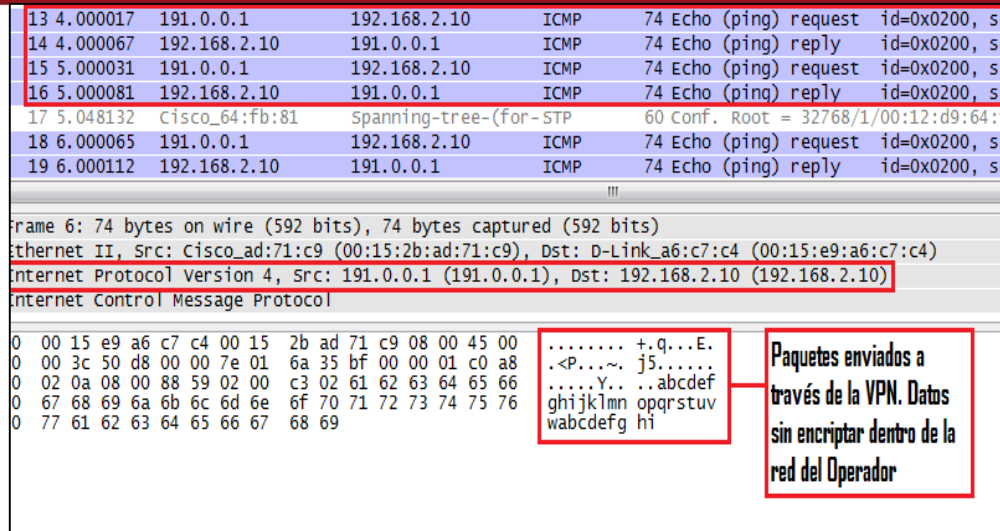 13 4.000017 191.0.0.1 192.168.2.10 ICMP 74 Echo (ping) request id=0x0200, s
14 4.000067 192.168.2.10 191.0.0.1 ICMP 74 Echo (ping) reply id=0x0200, s
15 5.000031 191.0.0.1 192.168.2.10 ICMP 74 Echo (ping) request id=0x0200, s
16 5.000081 192.168.2.10 191.0.0.1 ICMP 74 Echo (ping) reply id=0x0200, s
17 5.048132 Cisco_64:fb:81 Spanning-tree-(for- STP 60 Conf. Root = 32768/1/00:12:d9:64:
18 6.000065 191.0.0.1 192.168.2.10 ICMP 74 Echo (ping) request id=0x0200, s
19 6.000112 192.168.2.10 191.0.0.1 ICMP 74 Echo (ping) reply id=0x0200, s
Frame 6: 74 bytes on wire (592 bits), 74 bytes captured (592 bits)
Ethernet II, Src: Cisco_ad:71:c9 (00:15:2b:ad:71:c9), Dst: D-Link_a6:c7:c4 (00:15:e9:a6:c7:c4)
Internet Protocol Version 4, Src: 191.0.0.1 (191.0.0.1), Dst: 192.168.2.10 (192.168.2.10)
Internet Control Message Protocol
0 00 15 e9 a6 c7 c4 00 15 2b ad 71 c9 08 00 45 00 ........ +.q...E.
0 00 3c 50 d8 00 00 7e 01 6a 35 bf 00 00 01 c0 a8 .<P...~. j5......
0 02 0a 08 00 88 59 02 00 c3 02 61 62 63 64 65 66 .....Y.. ..abcdef
0 67 68 69 6a 6b 6c 6d 6e 6f 70 71 72 73 74 75 76 ghijklmn opqrstuv
0 77 61 62 63 64 65 66 67 68 69 wabcdefg hi
Paquetes enviados a
través de la VPN. Datos
sin encriptar dentro de la
red del Operador